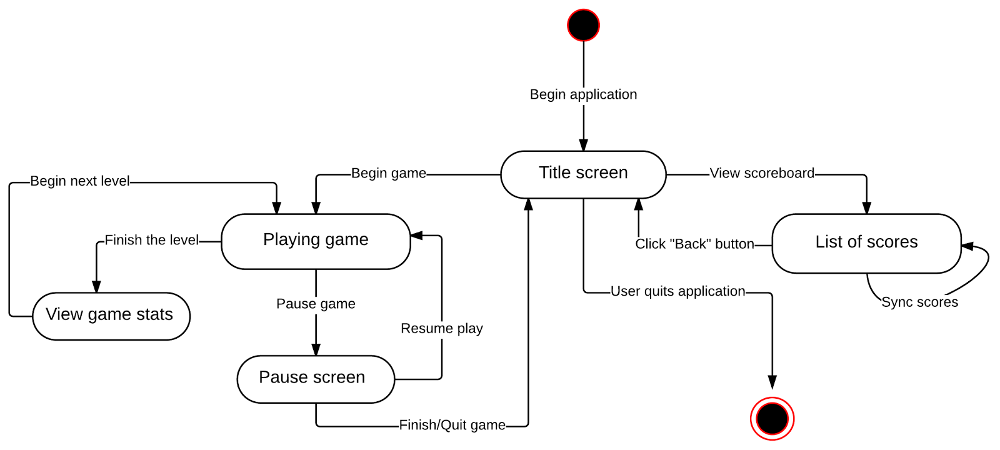 Begin application
Title screen
Begin game
View scoreboard
Begin next level
Finish the level
Playing game
Click "Back" button
List of scores
User quits application
Sync scores
Pause game
View game stats
Resume play
Pause screen
Finish/Quit game